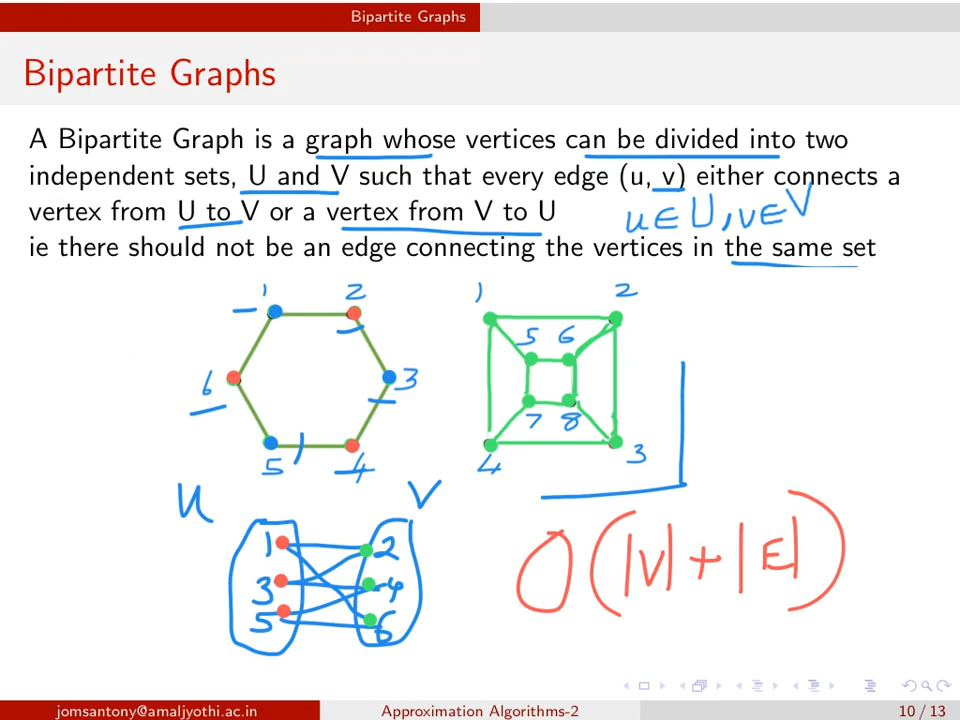 Bipartite Graphs
Bipartite Graphs
A Bipartite Graph is a graph whose vertices can be divided into two
independent sets, U and V such that every edge (u, v) either connects a
vertex from U to V or a vertex from V to U
u ∈ U, v ∈ V
ie there should not be an edge connecting the vertices in the same set
1 2
6 3
5 4
1 2
5 6
7 8
4 3
U V
1 2
3 4
5 6
O(|V| + |E|)
jomsantony@amaljyothi.ac.in Approximation Algorithms-2 10 / 13